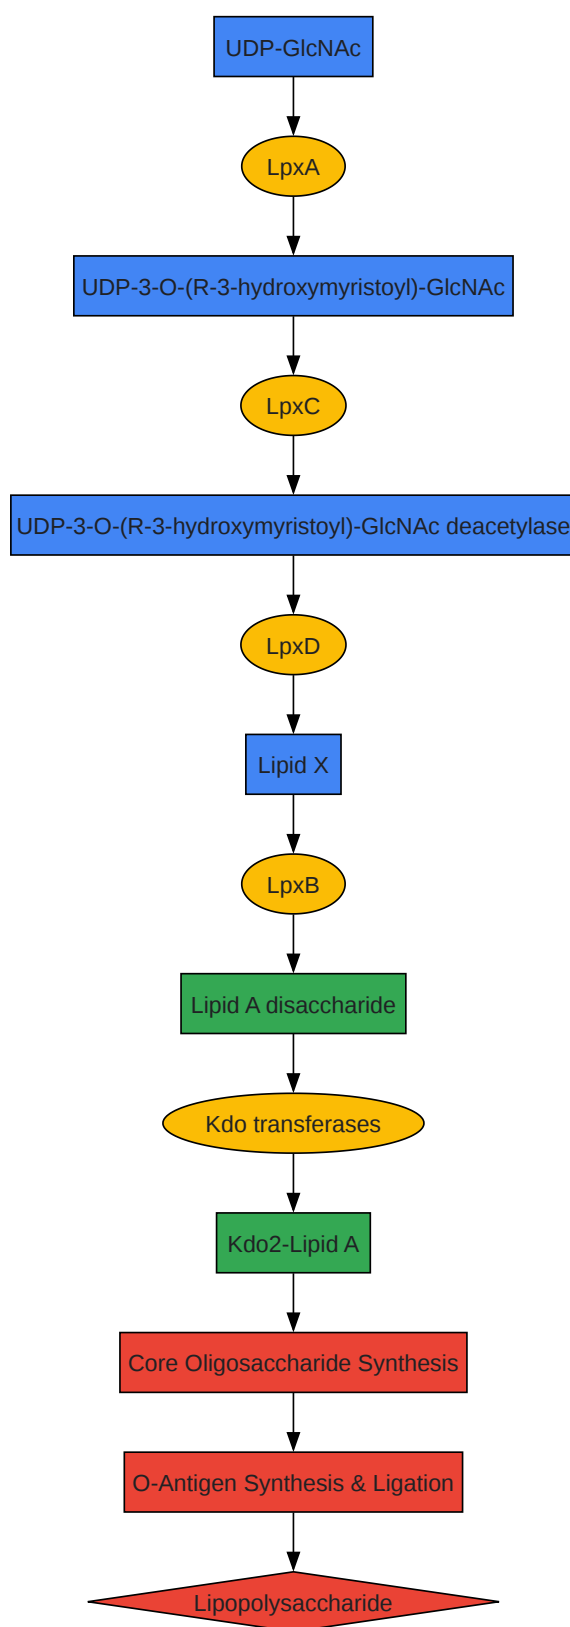 UDP-GlcNAc
LpxA
UDP-3-O-(R-3-hydroxymyristoyl)-GlcNAc
LpxC
UDP-3-O-(R-3-hydroxymyristoyl)-GlcNAc deacetylase
LpxD
Lipid X
LpxB
Lipid A disaccharide
Kdo transferases
Kdo2-Lipid A
Core Oligosaccharide Synthesis
O-Antigen Synthesis & Ligation
Lipopolysaccharide